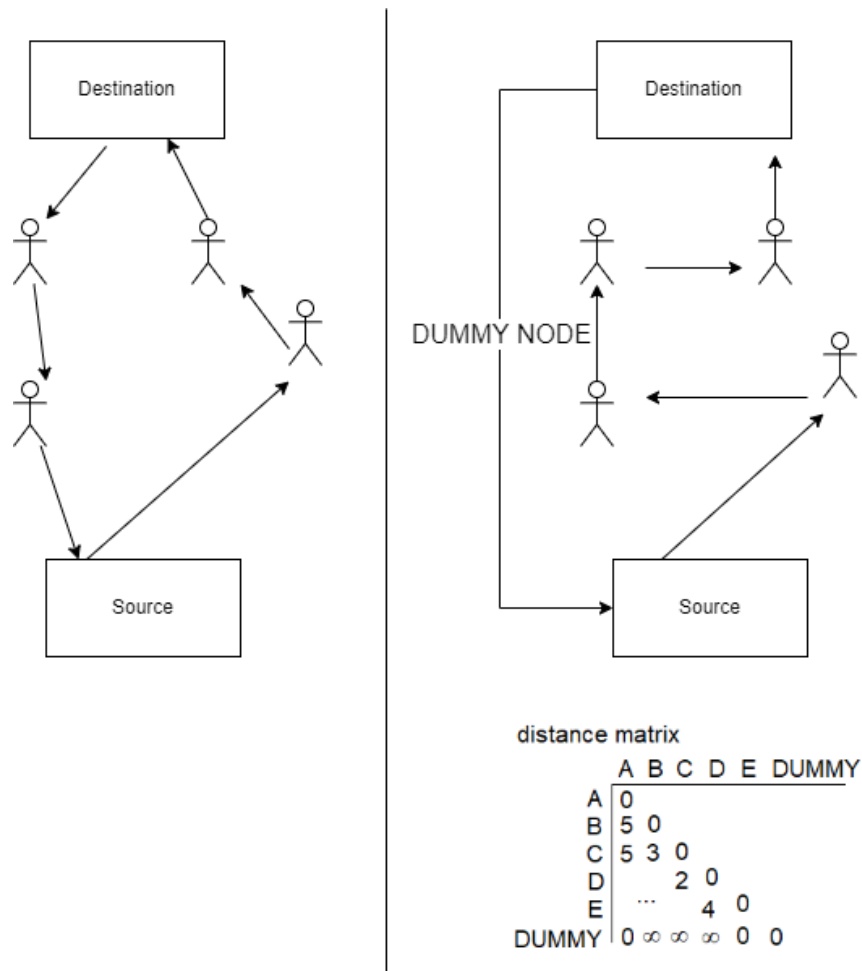 Destination
Source
Destination
DUMMY NODE
Source
distance matrix
A B C D E DUMMY
A 0
B 5 0
C 5 3 0
D 2 0
E ... 4 0
DUMMY 0 ∞ ∞ ∞ 0 0